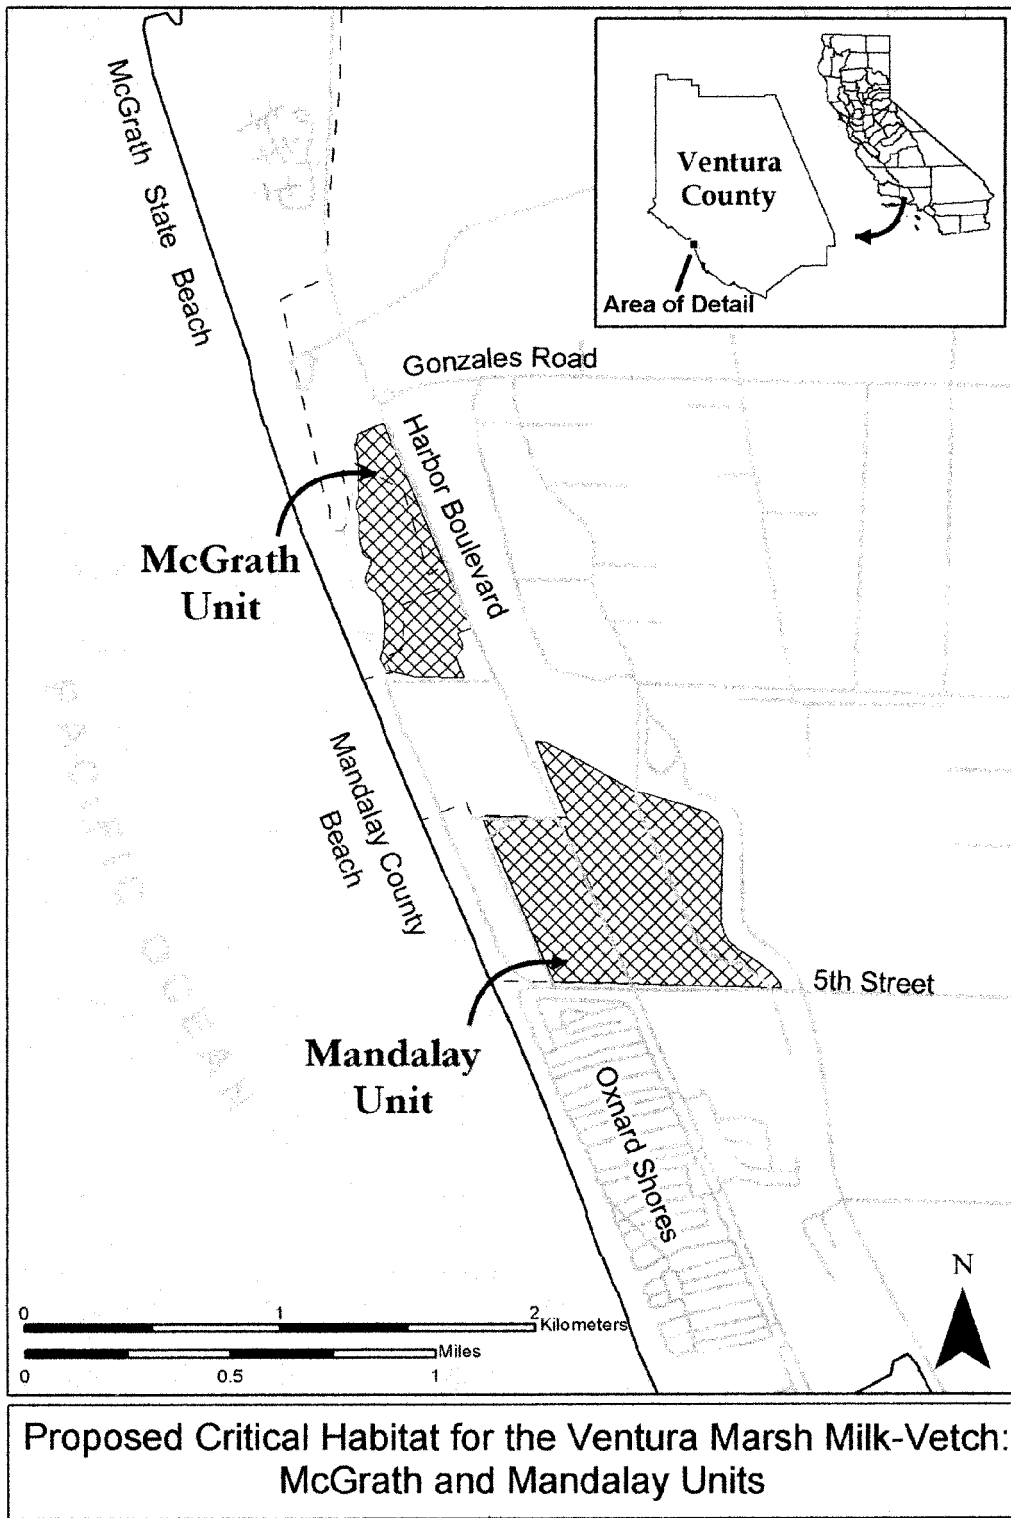 McGrath State Beach
Ventura
County
Area of Detail
Gonzales Road
Harbor Boulevard
McGrath
Unit
PACIFIC OCEAN
Mandalay County
Beach
5th Street
Mandalay
Unit
Oxnard Shores
N
0 1 2
Kilometers
Miles
0 0.5 1
Proposed Critical Habitat for the Ventura Marsh Milk-Vetch:
McGrath and Mandalay Units